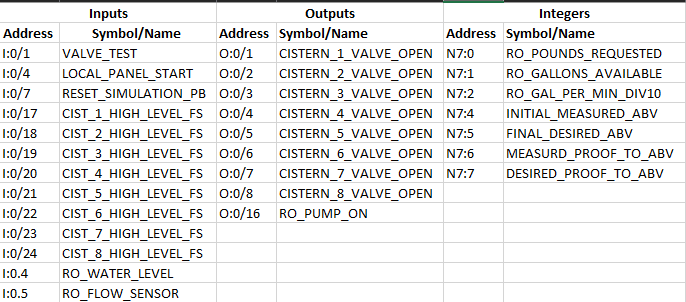 Inputs Outputs Integers
Address Symbol/Name Address Symbol/Name Address Symbol/Name
I:0/1 VALVE_TEST O:0/1 CISTERN_1_VALVE_OPEN N7:0 RO_POUNDS_REQUESTED
I:0/4 LOCAL_PANEL_START O:0/2 CISTERN_2_VALVE_OPEN N7:1 RO_GALLONS_AVAILABLE
I:0/7 RESET_SIMULATION_PB O:0/3 CISTERN_3_VALVE_OPEN N7:2 RO_GAL_PER_MIN_DIV10
I:0/17 CIST_1_HIGH_LEVEL_FS O:0/4 CISTERN_4_VALVE_OPEN N7:4 INITIAL_MEASURED_ABV
I:0/18 CIST_2_HIGH_LEVEL_FS O:0/5 CISTERN_5_VALVE_OPEN N7:5 FINAL_DESIRED_ABV
I:0/19 CIST_3_HIGH_LEVEL_FS O:0/6 CISTERN_6_VALVE_OPEN N7:6 MEASURD_PROOF_TO_ABV
I:0/20 CIST_4_HIGH_LEVEL_FS O:0/7 CISTERN_7_VALVE_OPEN N7:7 DESIRED_PROOF_TO_ABV
I:0/21 CIST_5_HIGH_LEVEL_FS O:0/8 CISTERN_8_VALVE_OPEN
I:0/22 CIST_6_HIGH_LEVEL_FS O:0/16 RO_PUMP_ON
I:0/23 CIST_7_HIGH_LEVEL_FS
I:0/24 CIST_8_HIGH_LEVEL_FS
I:0.4 RO_WATER_LEVEL
I:0.5 RO_FLOW_SENSOR